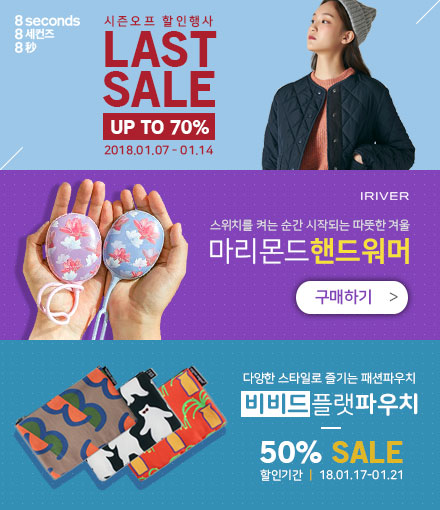 8 seconds
8 세컨즈
8 秒
시즌오프 할인행사
LAST
SALE
UP TO 70%
2018.01.07 - 01.14
IRIVER
스위치를 켜는 순간 시작되는 따뜻한 겨울
마리몬드핸드워머
구매하기 >
다양한 스타일로 즐기는 패션파우치
비비드플랫파우치
50% SALE
할인기간 | 18.01.17-01.21